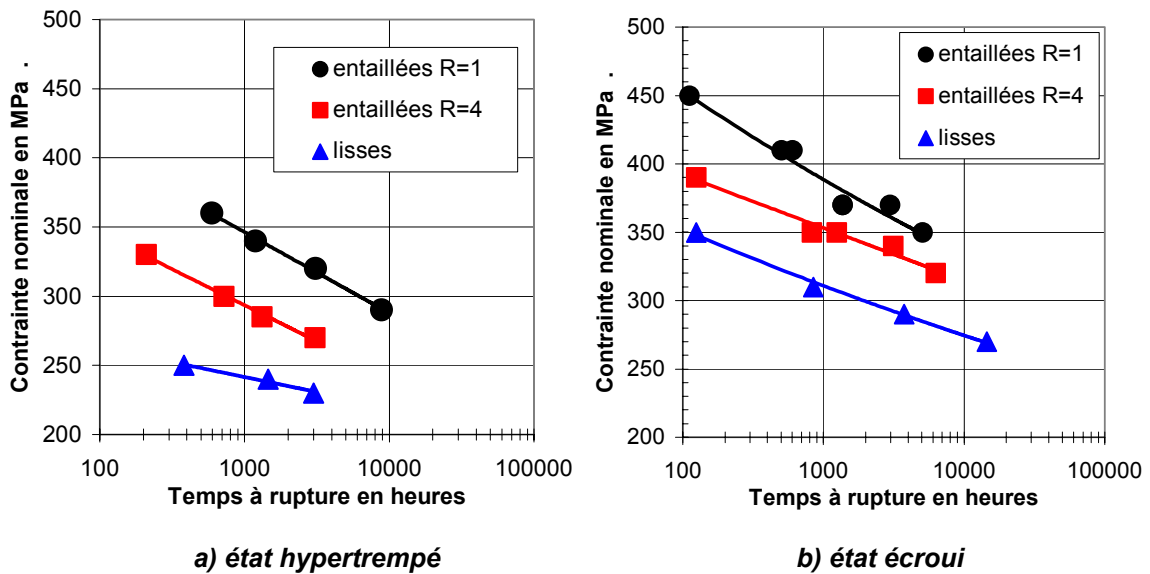 500
450
400
350
300
250
200
100
1000
10000
100000
Contrainte nominale en MPa .
Temps à rupture en heures
entaillées R=1
entaillées R=4
lisses
a) état hypertrempé
500
450
400
350
300
250
200
100
1000
10000
100000
Contrainte nominale en MPa .
Temps à rupture en heures
entaillées R=1
entaillées R=4
lisses
b) état écroui